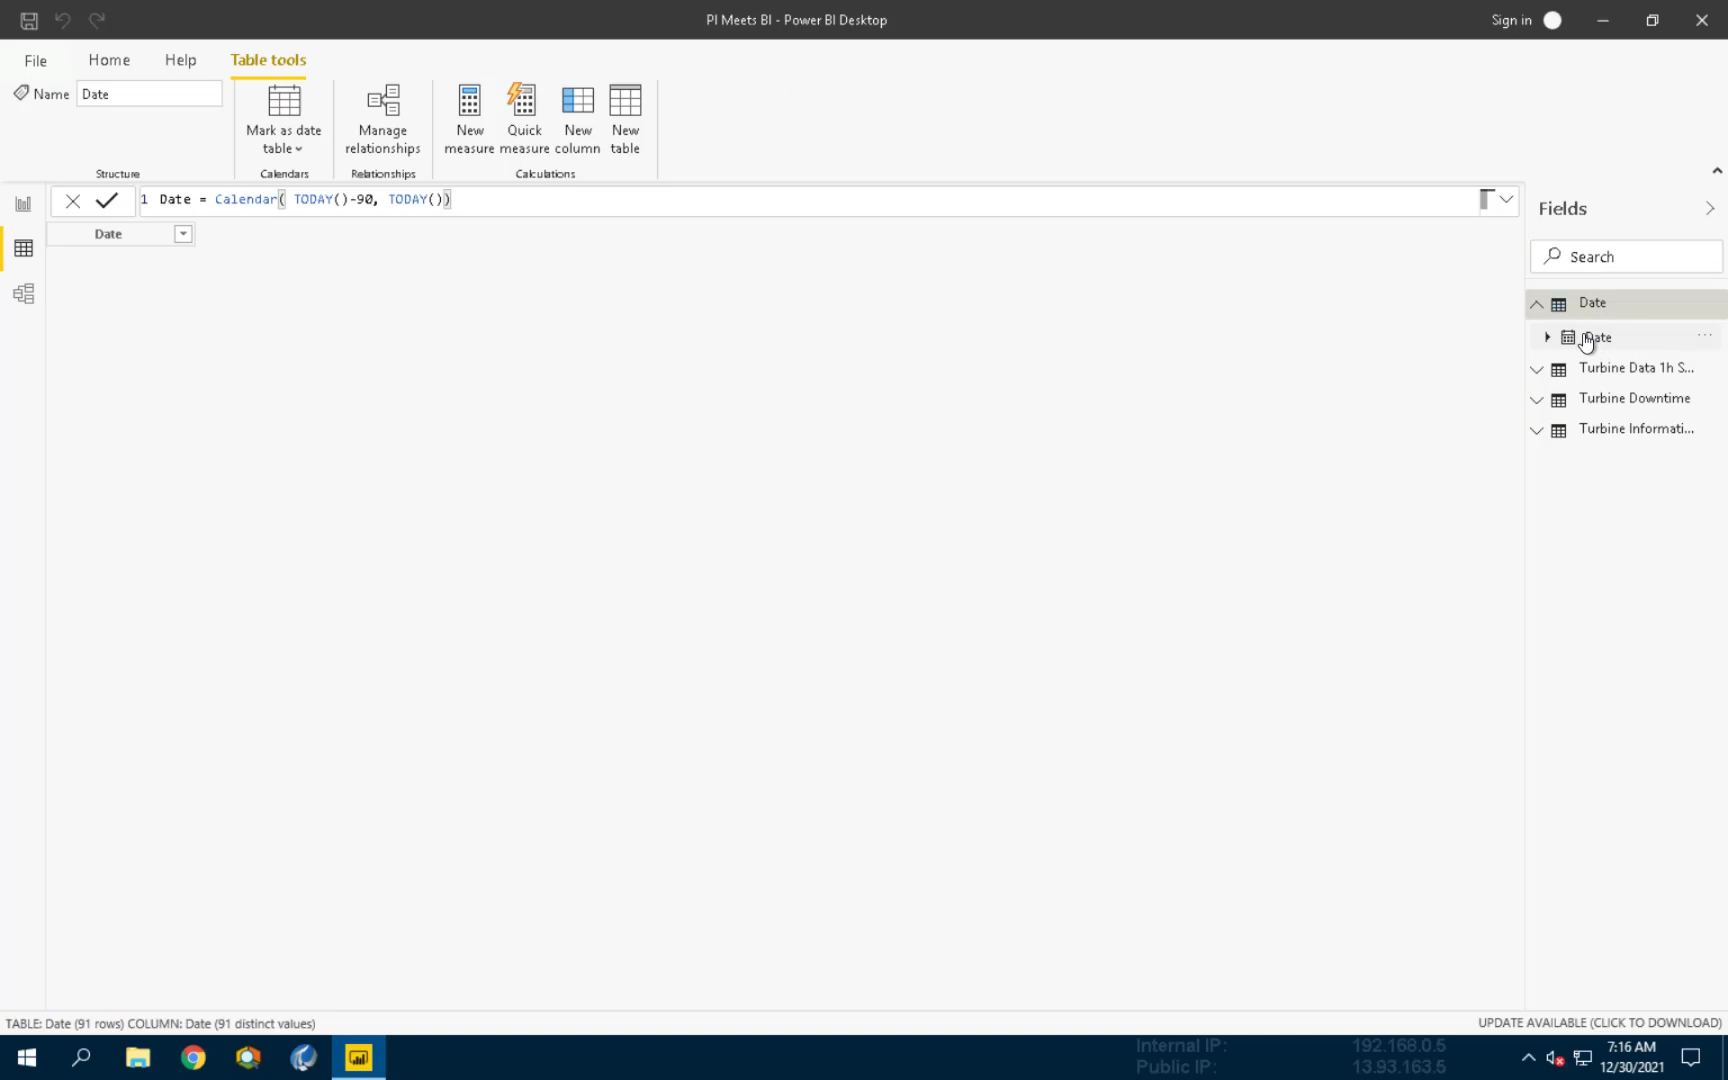 PI Meets BI - Power BI Desktop
Sign in
File
Home
Help
Table tools
Name
Date
Mark as date
table
Manage
relationships
New
measure
Quick
measure
New
column
New
table
Structure
Calendars
Relationships
Calculations
1 Date = Calendar( TODAY()-90, TODAY())
Date
Fields
Search
Date
Date
Turbine Data 1h S...
Turbine Downtime
Turbine Informati...
TABLE: Date (91 rows) COLUMN: Date (91 distinct values)
UPDATE AVAILABLE (CLICK TO DOWNLOAD)
Internal IP: 192.168.0.5
Public IP: 13.93.163.5
7:16 AM
12/30/2021